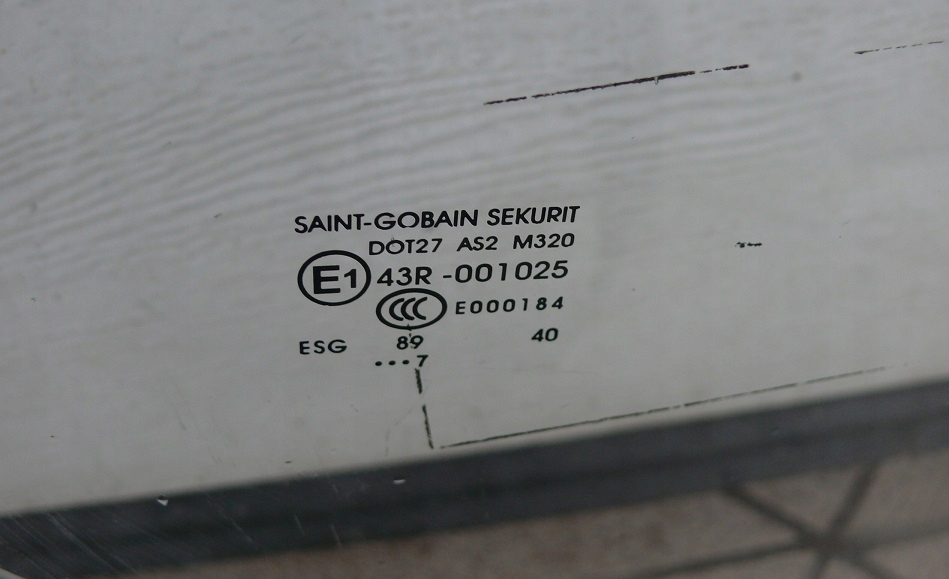 SAINT-GOBAIN SEKURIT
DOT27 AS2 M320
E1 43R -001025
CCC E000184
ESG 89 40
•••7